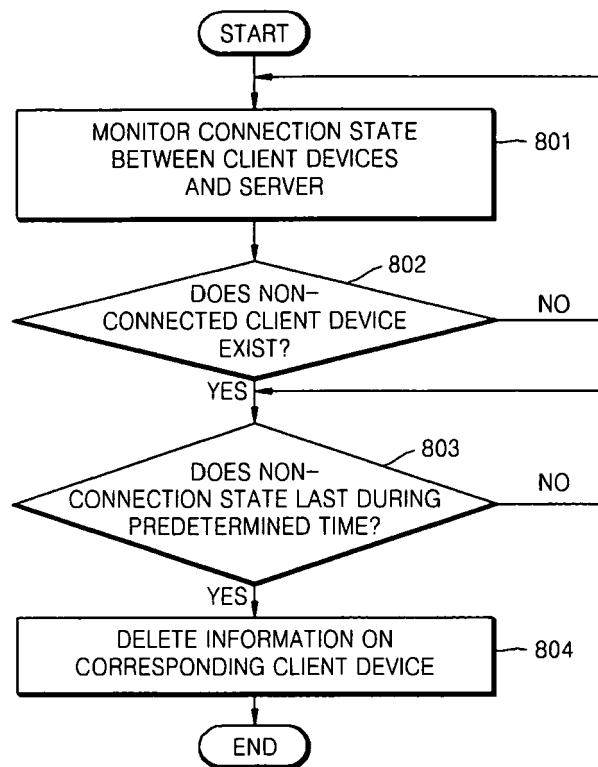 START
MONITOR CONNECTION STATE
BETWEEN CLIENT DEVICES
AND SERVER
801
802
DOES NON-
CONNECTED CLIENT DEVICE
EXIST?
NO
YES
803
DOES NON-
CONNECTION STATE LAST DURING
PREDETERMINED TIME?
NO
YES
DELETE INFORMATION ON
CORRESPONDING CLIENT DEVICE
804
END